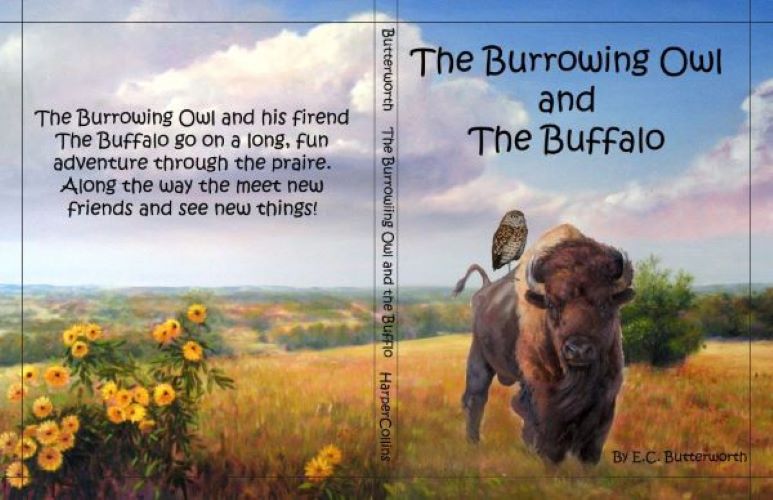 The Burrowing Owl and his firend
The Buffalo go on a long, fun
adventure through the praire.
Along the way the meet new
friends and see new things!
Butterworth The Burrowiing Owl and the Bufflo HarperCollins
The Burrowing Owl
and
The Buffalo
By E.C. Butterworth